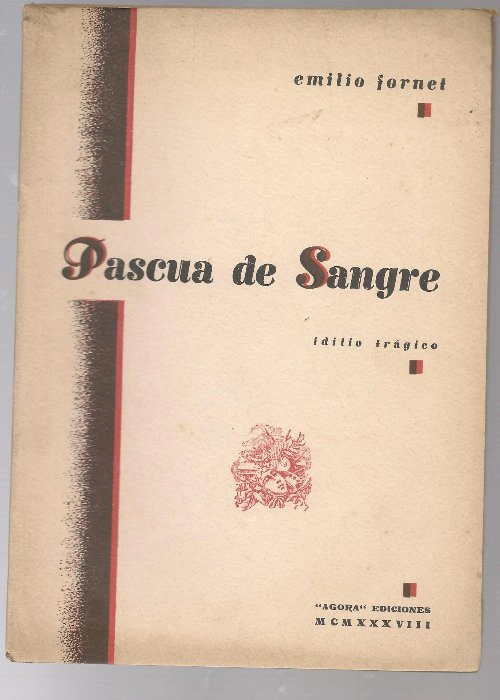 emilio fornet
Pascua de Sangre
idilio trágico
“AGORA“ EDICIONES
MCMXXXVIII